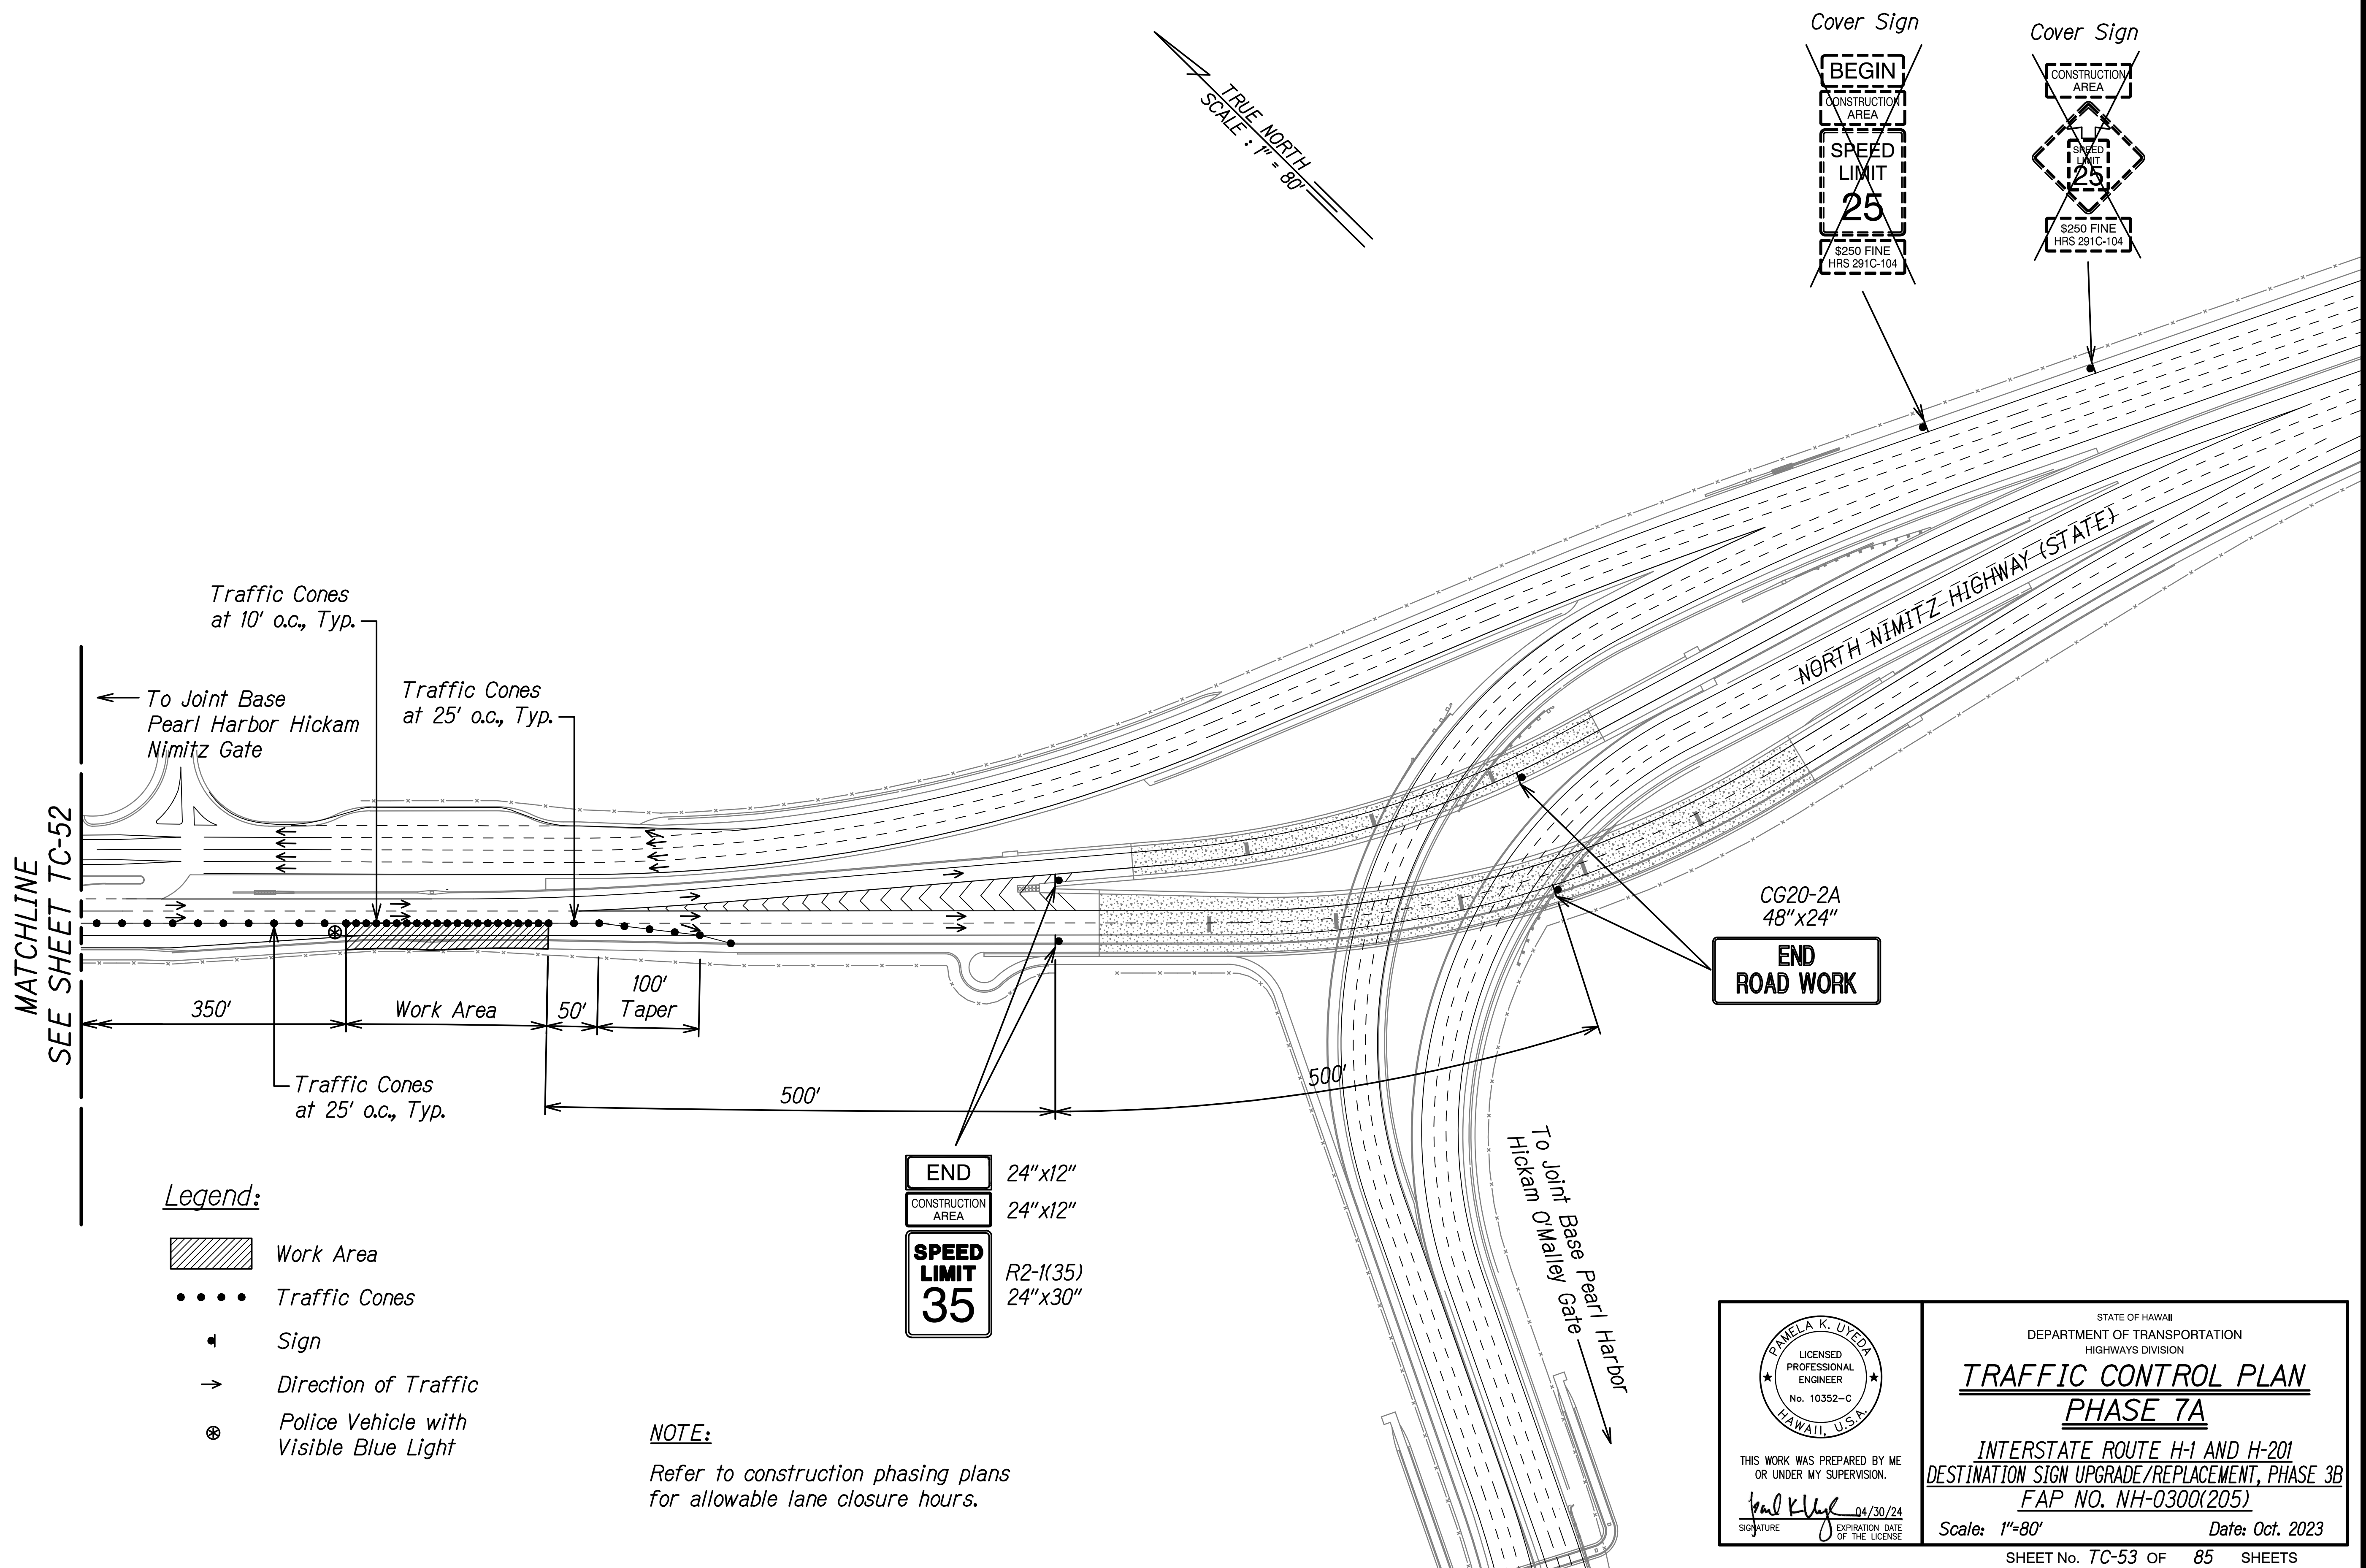 Cover Sign
BEGIN
CONSTRUCTION
AREA
SPEED
LIMIT
25
$250 FINE
HRS 291C-104
Cover Sign
CONSTRUCTION
AREA
SPEED
LIMIT
25
$250 FINE
HRS 291C-104
TRUE NORTH
SCALE : 1" = 80'
Traffic Cones
at 10' o.c., Typ.
Traffic Cones
at 25' o.c., Typ.
To Joint Base
Pearl Harbor Hickam
Nimitz Gate
MATCHLINE
SEE SHEET TC-52
NORTH NIMITZ HIGHWAY (STATE)
CG20-2A
48"x24"
END
ROAD WORK
350'
Work Area
50'
100'
Taper
Traffic Cones
at 25' o.c., Typ.
500'
500'
To Joint Base Pearl Harbor
Hickam O'Malley Gate
END
24"x12"
CONSTRUCTION
AREA
24"x12"
SPEED
LIMIT
35
R2-1(35)
24"x30"
Legend:
Work Area
Traffic Cones
Sign
Direction of Traffic
Police Vehicle with
Visible Blue Light
NOTE:
Refer to construction phasing plans
for allowable lane closure hours.
PAMELA K. UYEDA
LICENSED
PROFESSIONAL
ENGINEER
No. 10352-C
HAWAII, U.S.A.
THIS WORK WAS PREPARED BY ME
OR UNDER MY SUPERVISION.
04/30/24
SIGNATURE
EXPIRATION DATE
OF THE LICENSE
STATE OF HAWAII
DEPARTMENT OF TRANSPORTATION
HIGHWAYS DIVISION
TRAFFIC CONTROL PLAN
PHASE 7A
INTERSTATE ROUTE H-1 AND H-201
DESTINATION SIGN UPGRADE/REPLACEMENT, PHASE 3B
FAP NO. NH-0300(205)
Scale: 1"=80'
Date: Oct. 2023
SHEET No. TC-53 OF 85 SHEETS